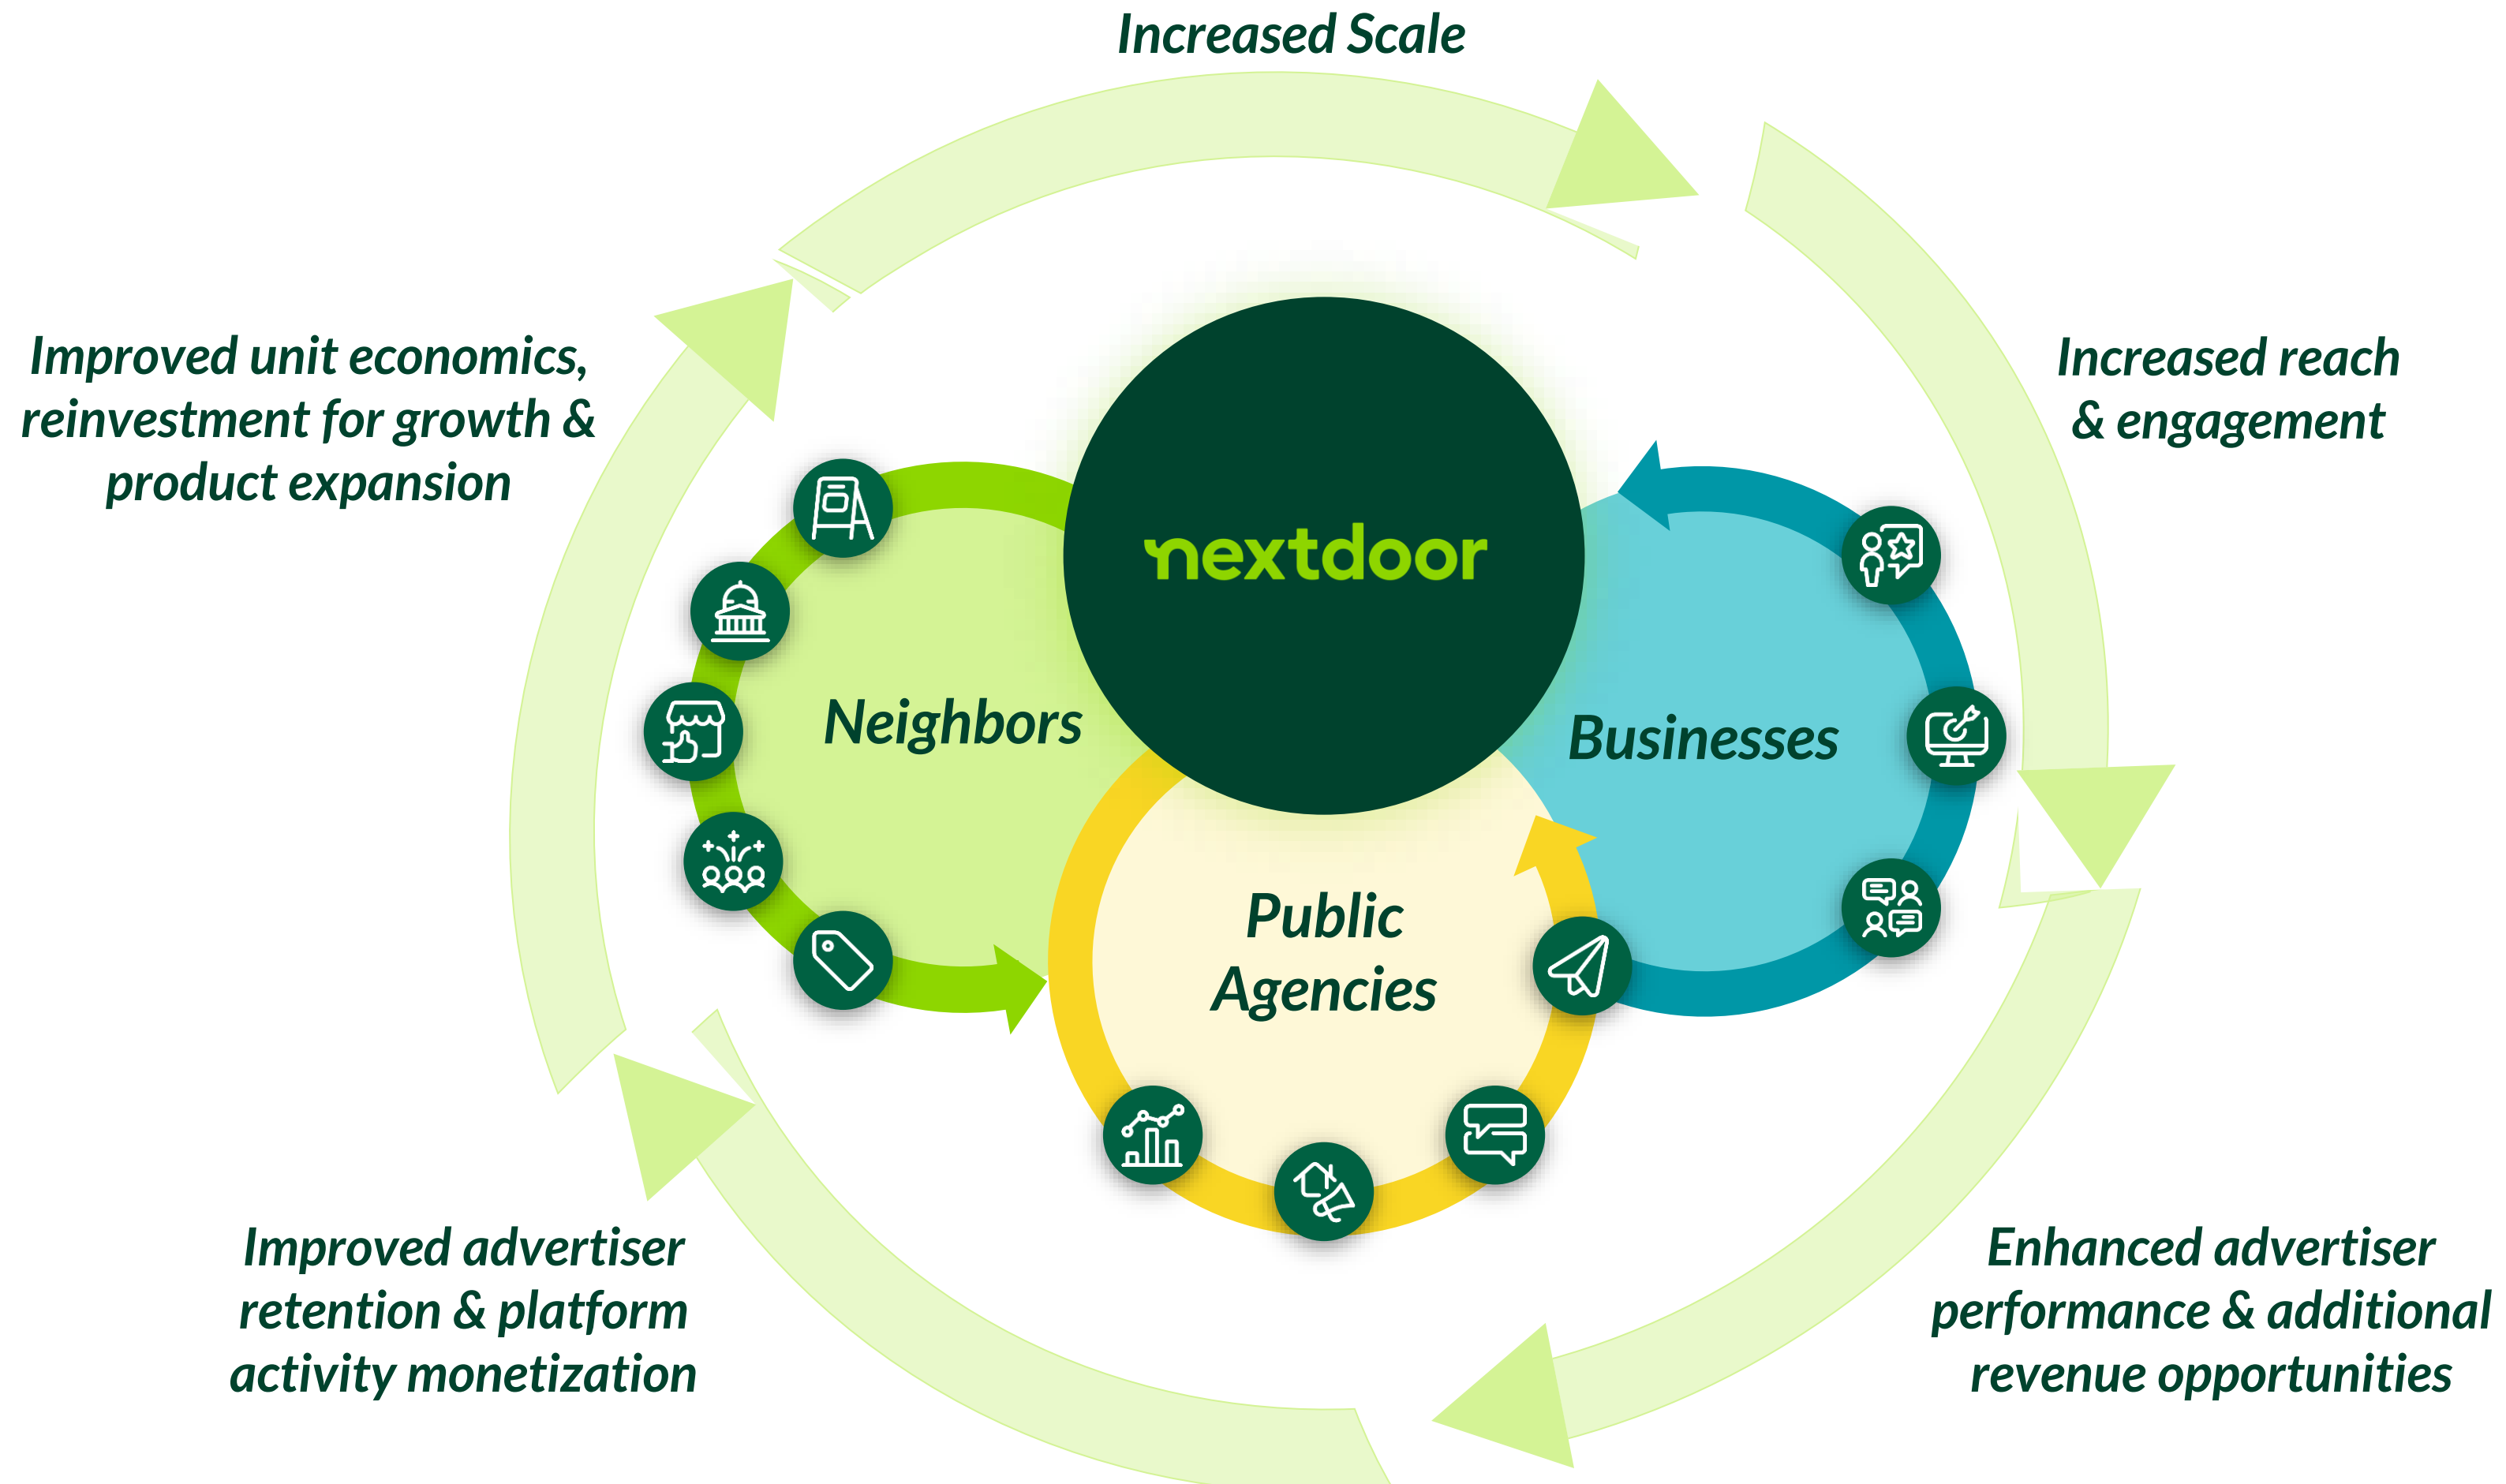 Increased Scale
Improved unit economics,
reinvestment for growth &
product expansion
Increased reach
& engagement
nextdoor
Neighbors
Businesses
Public
Agencies
Improved advertiser
retention & platform
activity monetization
Enhanced advertiser
performance & additional
revenue opportunities